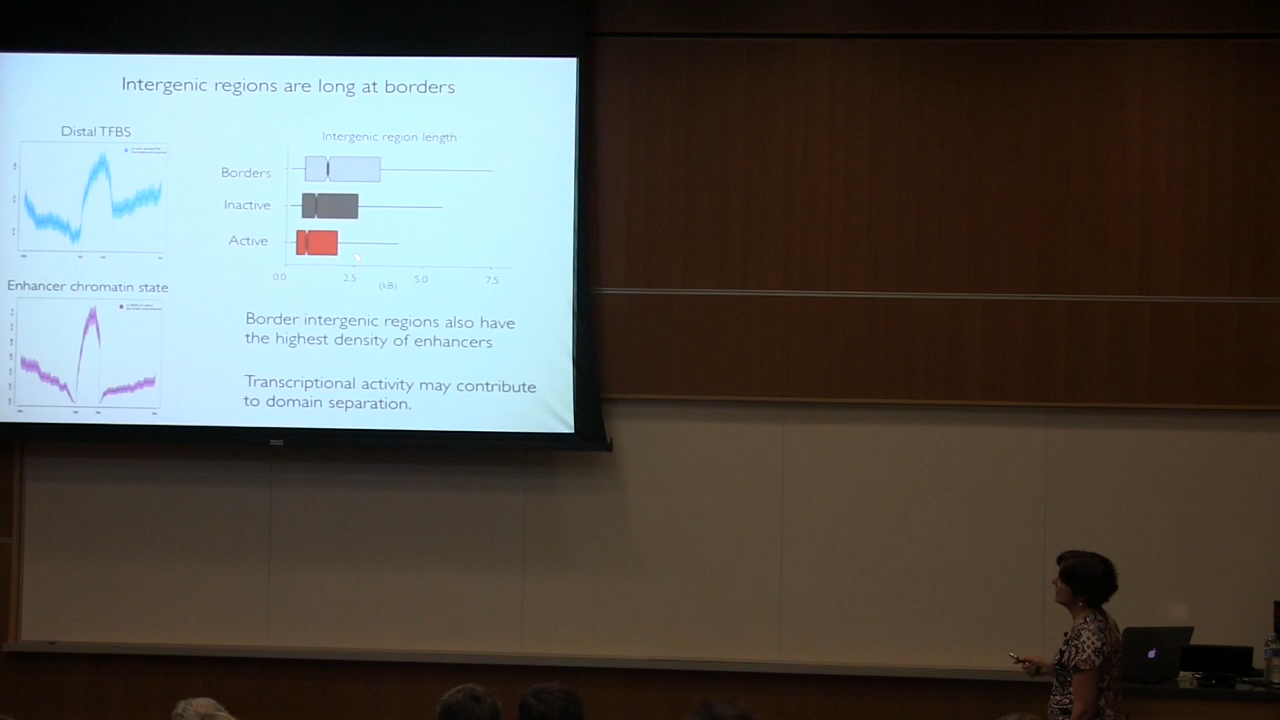 Intergenic regions are long at borders
Distal TFBS
Intergenic region length
Borders
Inactive
Active
0.0 2.5 5.0 7.5
(kB)
Enhancer chromatin state
Border intergenic regions also have
the highest density of enhancers
Transcriptional activity may contribute
to domain separation.